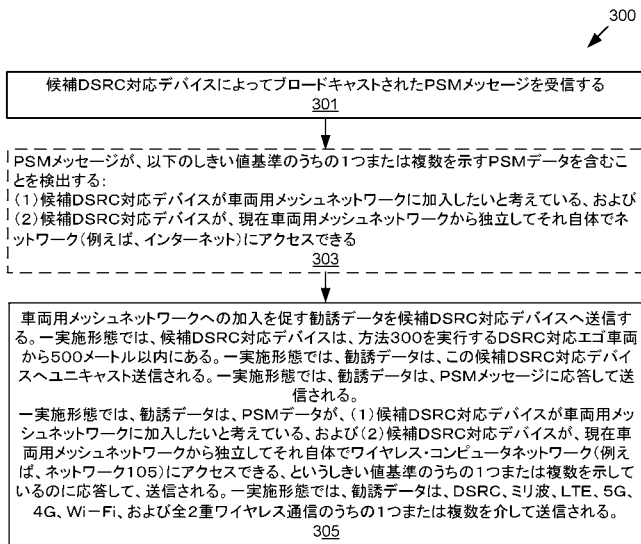 300
候補DSRC対応デバイスによってブロードキャストされたPSMメッセージを受信する
301
PSMメッセージが、以下のしきい値基準のうちの1つまたは複数を示すPSMデータを含むこ
とを検出する:
(1)候補DSRC対応デバイスが車両用メッシュネットワークに加入したいと考えている、および
(2)候補DSRC対応デバイスが、現在車両用メッシュネットワークから独立してそれ自体でネ
ットワーク(例えば、インターネット)にアクセスできる
303
車両用メッシュネットワークへの加入を促す勧誘データを候補DSRC対応デバイスへ送信す
る。一実施形態では、候補DSRC対応デバイスは、方法300を実行するDSRC対応エゴ車両
から500メートル以内にある。一実施形態では、勧誘データは、この候補DSRC対応デバイ
スへユニキャスト送信される。一実施形態では、勧誘データは、PSMメッセージに応答して送
信される。
一実施形態では、勧誘データは、PSMデータが、(1)候補DSRC対応デバイスが車両用メッ
シュネットワークに加入したいと考えている、および(2)候補DSRC対応デバイスが、現在
車両用メッシュネットワークから独立してそれ自体でワイヤレス・コンピュータネットワーク(例え
ば、ネットワーク105)にアクセスできる、というしきい値基準のうちの1つまたは複数を示して
いるのに応答して、送信される。一実施形態では、勧誘データは、DSRC、ミリ波、LTE、5G、
4G、Wi-Fi、および全2重ワイヤレス通信のうちの1つまたは複数を介して送信される。
305